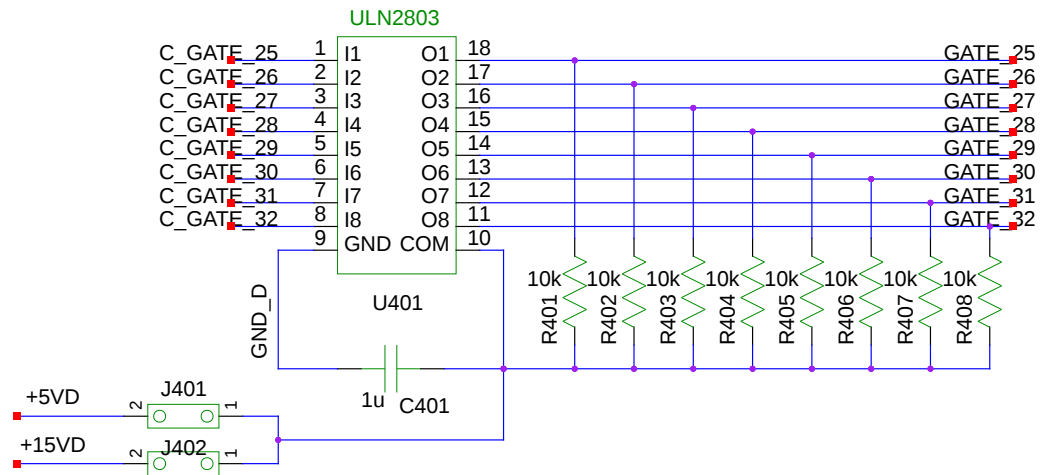 ULN2803
C_GATE_25 1 I1 O1 18 GATE_25
C_GATE_26 2 I2 O2 17 GATE_26
C_GATE_27 3 I3 O3 16 GATE_27
C_GATE_28 4 I4 O4 15 GATE_28
C_GATE_29 5 I5 O5 14 GATE_29
C_GATE_30 6 I6 O6 13 GATE_30
C_GATE_31 7 I7 O7 12 GATE_31
C_GATE_32 8 I8 O8 11 GATE_32
9 GND COM 10
10k 10k 10k 10k 10k 10k 10k 10k
R401 R402 R403 R404 R405 R406 R407 R408
U401
GND_D
1u C401
+5VD 2 J401 1
+15VD 2 J402 1